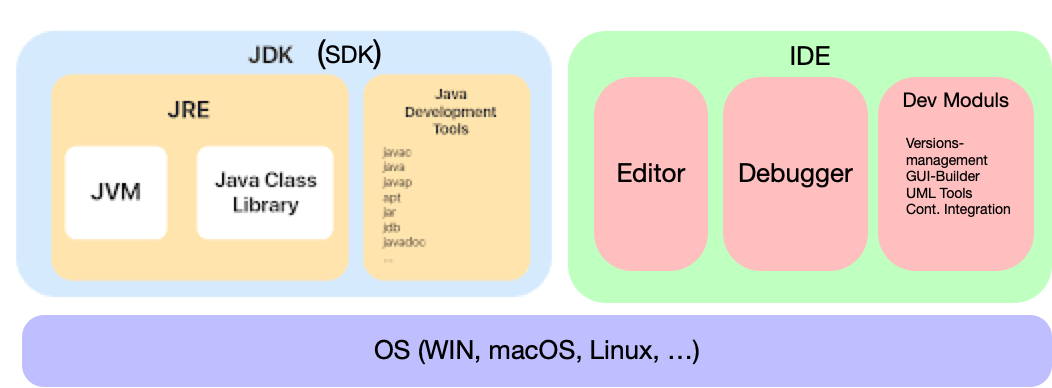 JDK (SDK)
JRE
JVM
Java Class
Library
Java
Development
Tools
javac
java
javap
apt
jar
jdb
javadoc
...
IDE
Editor
Debugger
Dev Moduls
Versions-
management
GUI-Builder
UML Tools
Cont. Integration
OS (WIN, macOS, Linux, …)